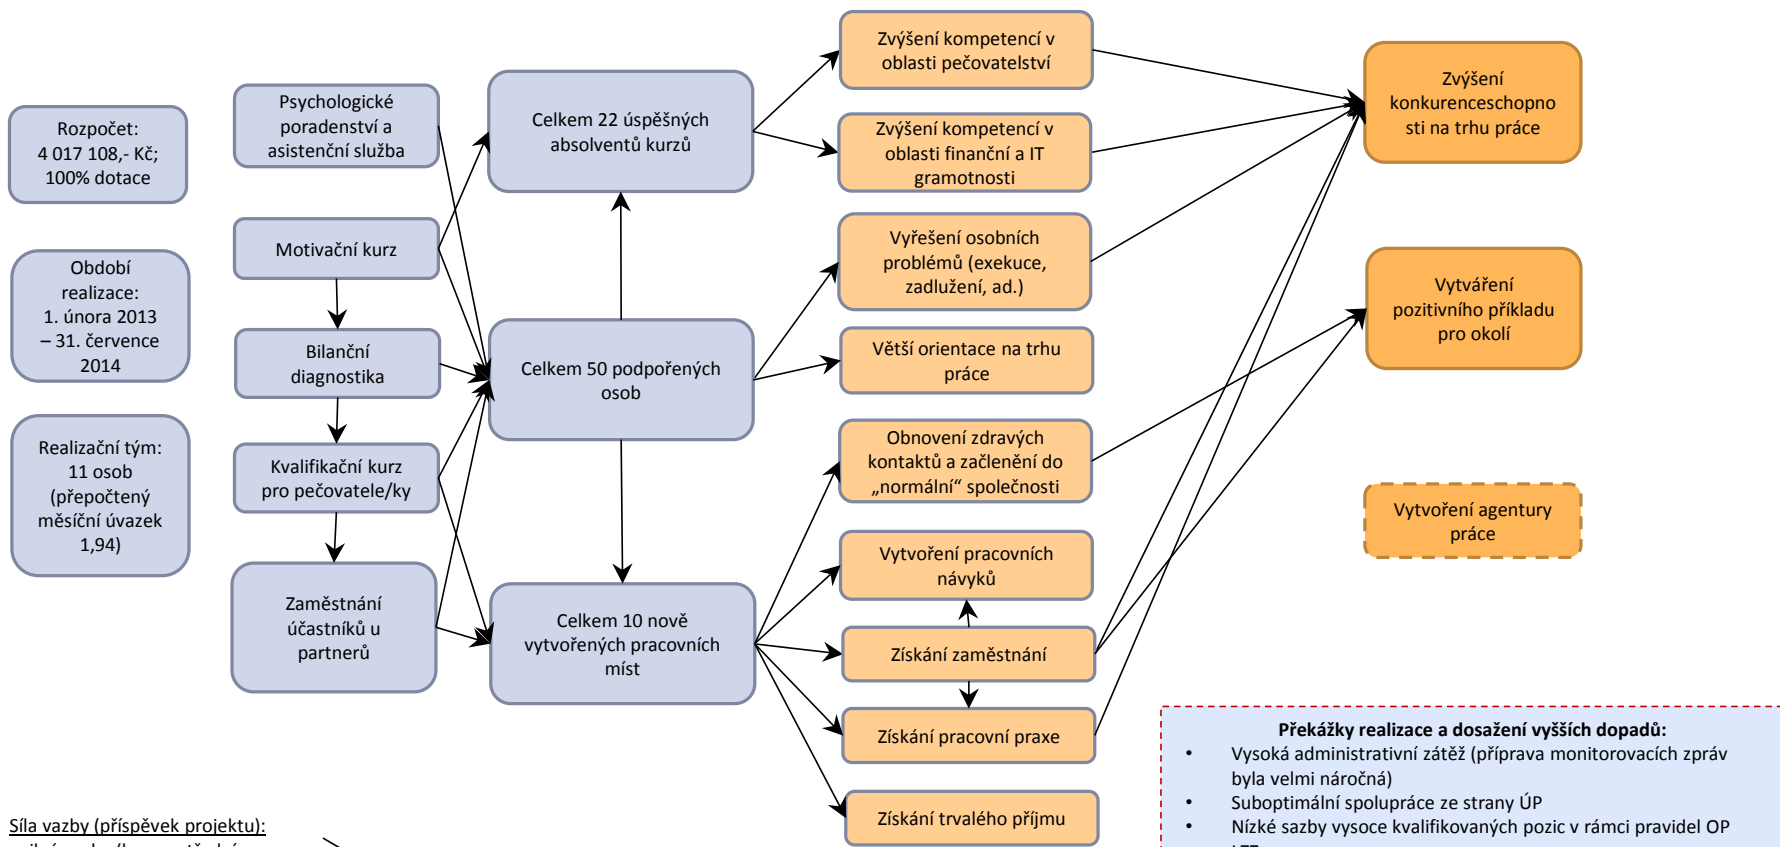 Rozpočet:
4 017 108,- Kč;
100% dotace
Období
realizace:
1. února 2013
– 31. července
2014
Realizační tým:
11 osob
(přepočtený
měsíční úvazek
1,94)
Psychologické
poradenství a
asistenční služba
Motivační kurz
Bilanční
diagnostika
Kvalifikační kurz
pro pečovatele/ky
Zaměstnání
účastníků u
partnerů
Celkem 22 úspěšných
absolventů kurzů
Celkem 50 podpořených
osob
Celkem 10 nově
vytvořených pracovních
míst
Zvýšení kompetencí v
oblasti pečovatelství
Zvýšení kompetencí v
oblasti finanční a IT
gramotnosti
Vyřešení osobních
problémů (exekuce,
zadlužení, ad.)
Větší orientace na trhu
práce
Obnovení zdravých
kontaktů a začlenění do
„normální“ společnosti
Vytvoření pracovních
návyků
Získání zaměstnání
Získání pracovní praxe
Získání trvalého příjmu
Zvýšení
konkurenceschopno
sti na trhu práce
Vytváření
pozitivního příkladu
pro okolí
Vytvoření agentury
práce
Překážky realizace a dosažení vyšších dopadů:
• Vysoká administrativní zátěž (příprava monitorovacích zpráv
byla velmi náročná)
• Suboptimální spolupráce ze strany ÚP
• Nízké sazby vysoce kvalifikovaných pozic v rámci pravidel OP
Síla vazby (příspěvek projektu):